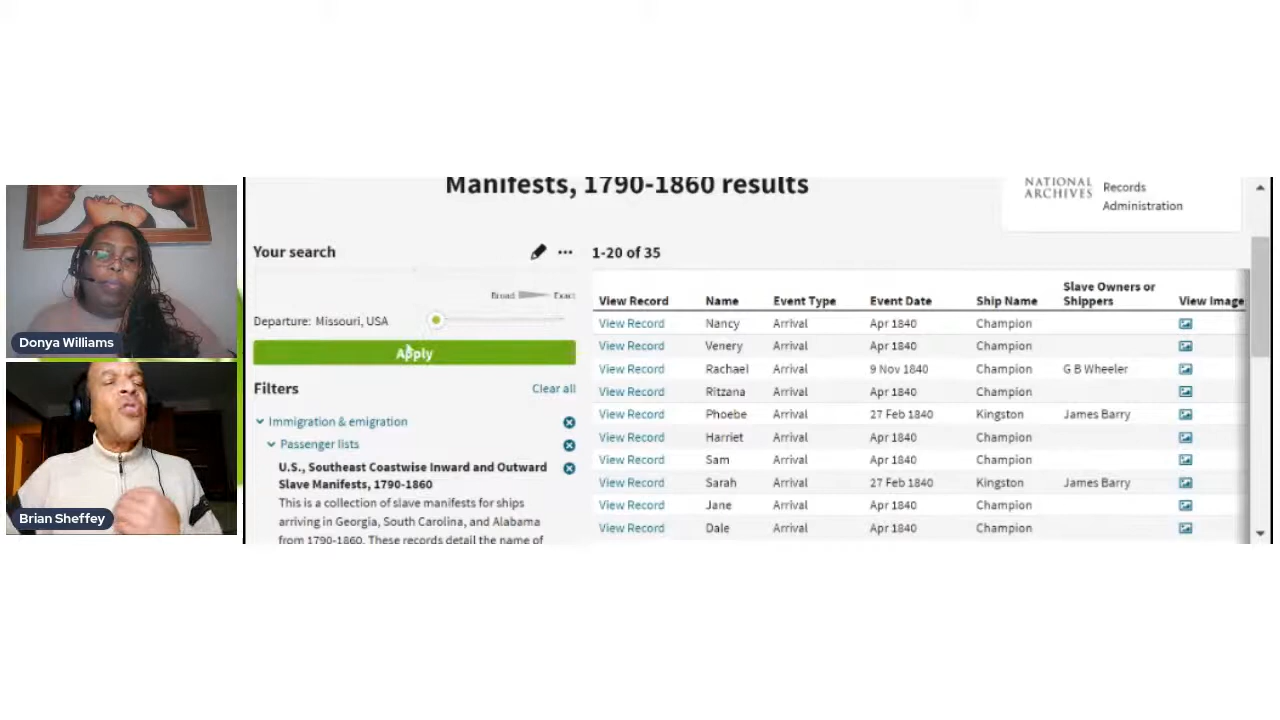 Manifests, 1790-1860 results
NATIONAL
ARCHIVES
Records
Administration
Donya Williams
Brian Sheffey
Your search
Broad
Exact
Departure: Missouri, USA
Apply
Filters
Clear all
Immigration & emigration
Passenger lists
U.S., Southeast Coastwise Inward and Outward
Slave Manifests, 1790-1860
This is a collection of slave manifests for ships
arriving in Georgia, South Carolina, and Alabama
from 1790-1860. These records detail the name of
1-20 of 35
View Record Name Event Type Event Date Ship Name Slave Owners or Shippers View Image
View Record Nancy Arrival Apr 1840 Champion
View Record Venery Arrival Apr 1840 Champion
View Record Rachael Arrival 9 Nov 1840 Champion G B Wheeler
View Record Ritzana Arrival Apr 1840 Champion
View Record Phoebe Arrival 27 Feb 1840 Kingston James Barry
View Record Harriet Arrival Apr 1840 Champion
View Record Sam Arrival Apr 1840 Champion
View Record Sarah Arrival 27 Feb 1840 Kingston James Barry
View Record Jane Arrival Apr 1840 Champion
View Record Dale Arrival Apr 1840 Champion